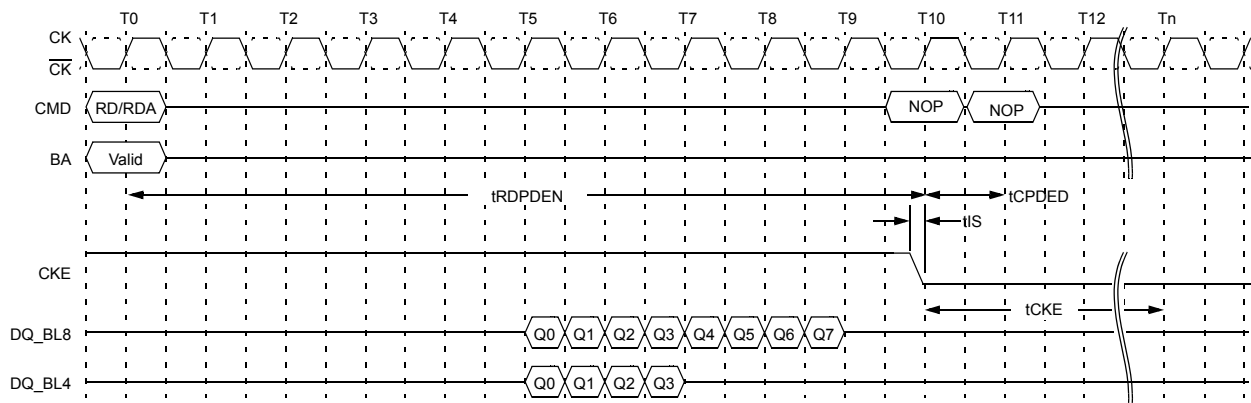 T0 T1 T2 T3 T4 T5 T6 T7 T8 T9 T10 T11 T12 Tn
CK
CK
CMD RD/RDA NOP NOP
BA Valid
tRDPDEN tCPDED
tIS
CKE
tCKE
DQ_BL8 Q0 Q1 Q2 Q3 Q4 Q5 Q6 Q7
DQ_BL4 Q0 Q1 Q2 Q3